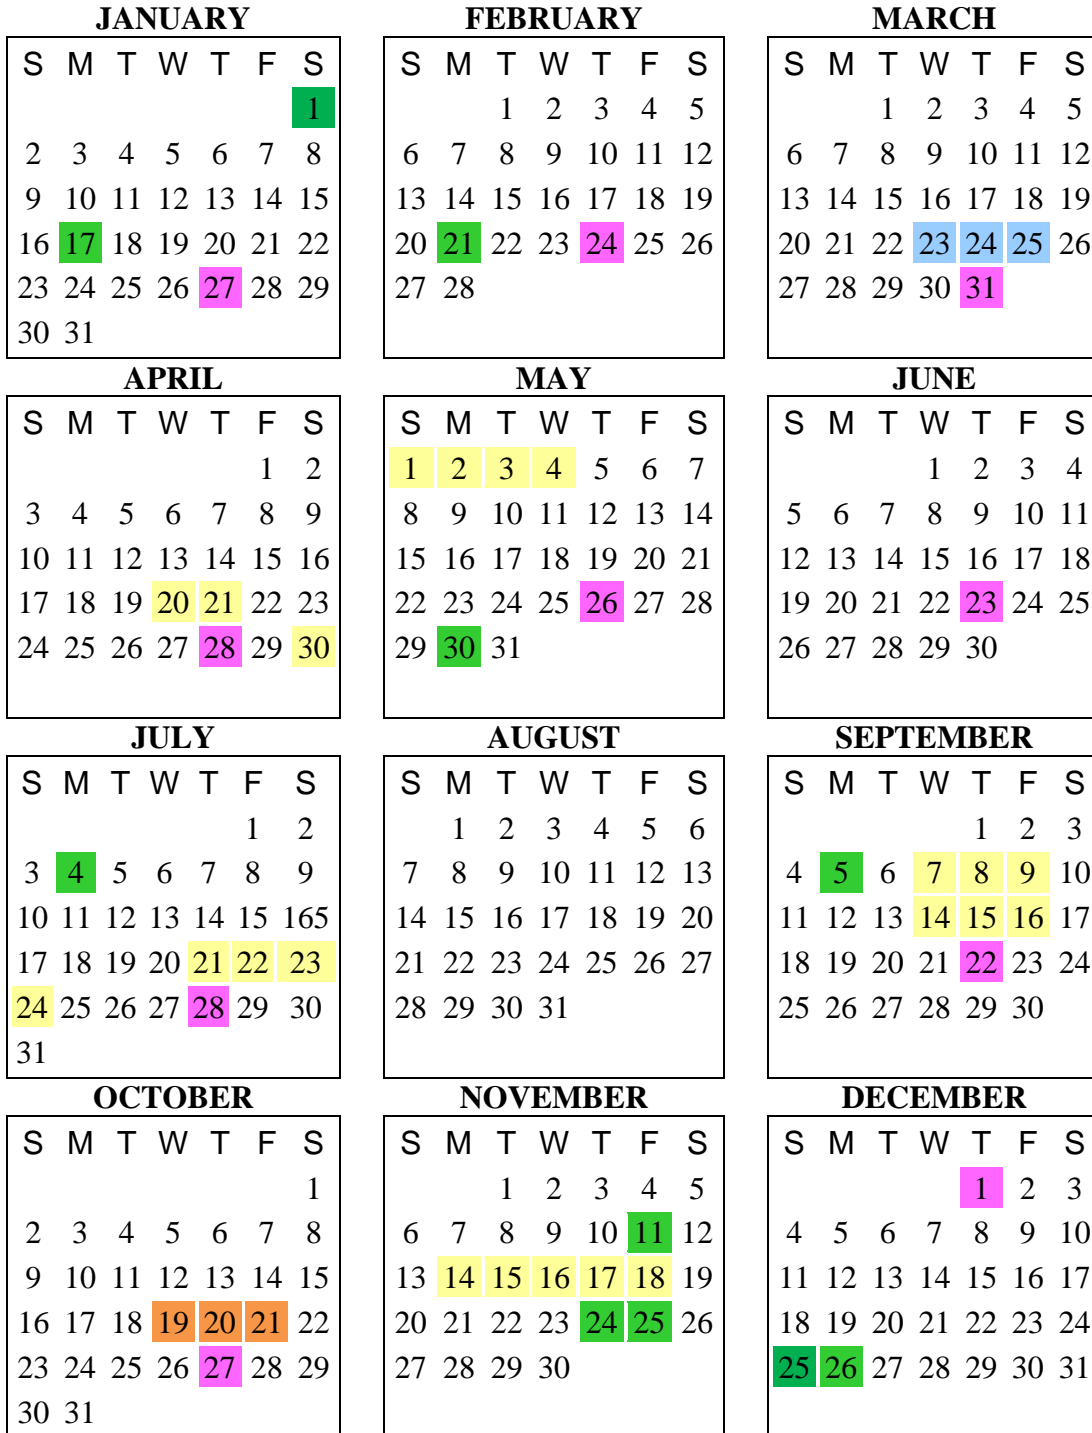 JANUARY
S M T W T F S
1
2 3 4 5 6 7 8
9 10 11 12 13 14 15
16 17 18 19 20 21 22
23 24 25 26 27 28 29
30 31
FEBRUARY
S M T W T F S
1 2 3 4 5
6 7 8 9 10 11 12
13 14 15 16 17 18 19
20 21 22 23 24 25 26
27 28
MARCH
S M T W T F S
1 2 3 4 5
6 7 8 9 10 11 12
13 14 15 16 17 18 19
20 21 22 23 24 25 26
27 28 29 30 31
APRIL
S M T W T F S
1 2
3 4 5 6 7 8 9
10 11 12 13 14 15 16
17 18 19 20 21 22 23
24 25 26 27 28 29 30
MAY
S M T W T F S
1 2 3 4 5 6 7
8 9 10 11 12 13 14
15 16 17 18 19 20 21
22 23 24 25 26 27 28
29 30 31
JUNE
S M T W T F S
1 2 3 4
5 6 7 8 9 10 11
12 13 14 15 16 17 18
19 20 21 22 23 24 25
26 27 28 29 30
JULY
S M T W T F S
1 2
3 4 5 6 7 8 9
10 11 12 13 14 15 165
17 18 19 20 21 22 23
24 25 26 27 28 29 30
31
AUGUST
S M T W T F S
1 2 3 4 5 6
7 8 9 10 11 12 13
14 15 16 17 18 19 20
21 22 23 24 25 26 27
28 29 30 31
SEPTEMBER
S M T W T F S
1 2 3
4 5 6 7 8 9 10
11 12 13 14 15 16 17
18 19 20 21 22 23 24
25 26 27 28 29 30
OCTOBER
S M T W T F S
1
2 3 4 5 6 7 8
9 10 11 12 13 14 15
16 17 18 19 20 21 22
23 24 25 26 27 28 29
30 31
NOVEMBER
S M T W T F S
1 2 3 4 5
6 7 8 9 10 11 12
13 14 15 16 17 18 19
20 21 22 23 24 25 26
27 28 29 30
DECEMBER
S M T W T F S
1 2 3
4 5 6 7 8 9 10
11 12 13 14 15 16 17
18 19 20 21 22 23 24
25 26 27 28 29 30 31